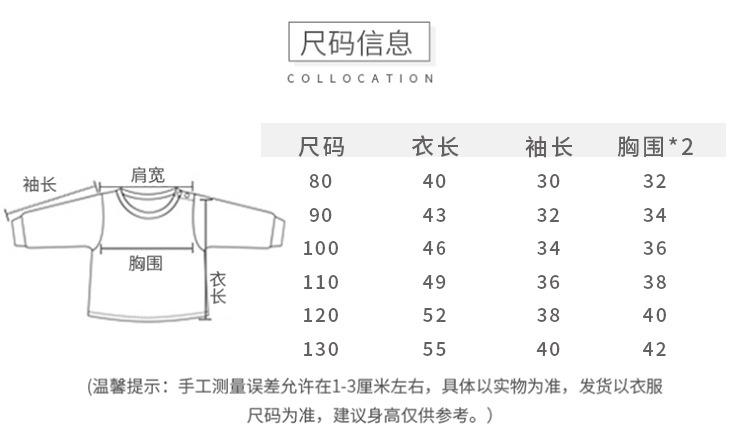 尺码信息
COLLOCATION
尺码 衣长 袖长 胸围*2
80 40 30 32
90 43 32 34
100 46 34 36
110 49 36 38
120 52 38 40
130 55 40 42
袖长
肩宽
胸围
衣长
(温馨提示：手工测量误差允许在1-3厘米左右，具体以实物为准，发货以衣服
尺码为准，建议身高仅供参考。）